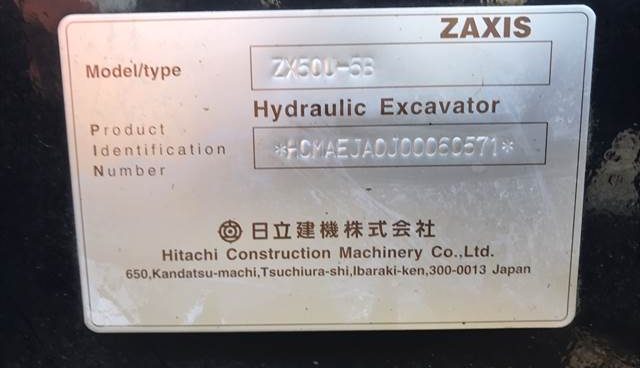 ZAXIS
Model/type ZX50U-5B
Hydraulic Excavator
Product
Identification *HCMAEJA0J00060571*
Number
日立建機株式会社
Hitachi Construction Machinery Co.,Ltd.
650,Kandatsu-machi,Tsuchiura-shi,Ibaraki-ken,300-0013 Japan